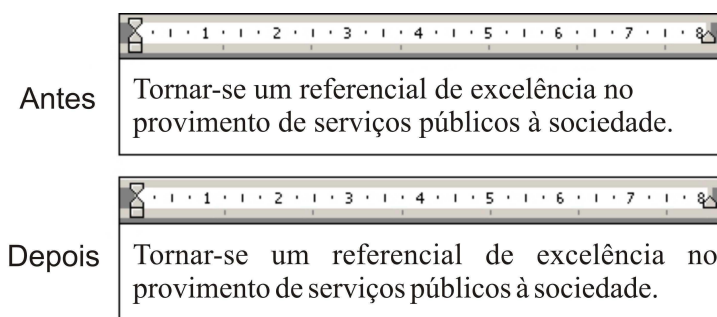 1 2 3 4 5 6 7 8
Antes
Tornar-se um referencial de excelência no
provimento de serviços públicos à sociedade.
1 2 3 4 5 6 7 8
Depois
Tornar-se um referencial de excelência no
provimento de serviços públicos à sociedade.